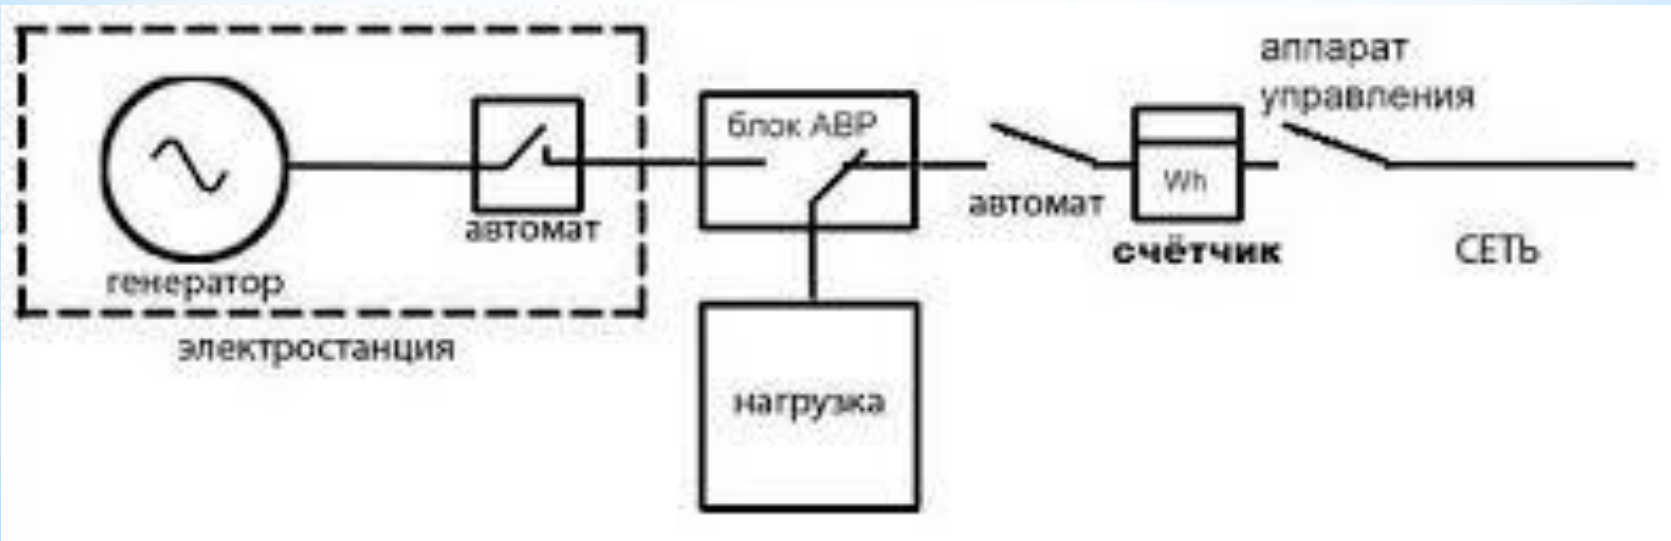 аппарат
управления
блок АВР
Wh
автомат
автомат
счётчик
СЕТЬ
генератор
электростанция
нагрузка